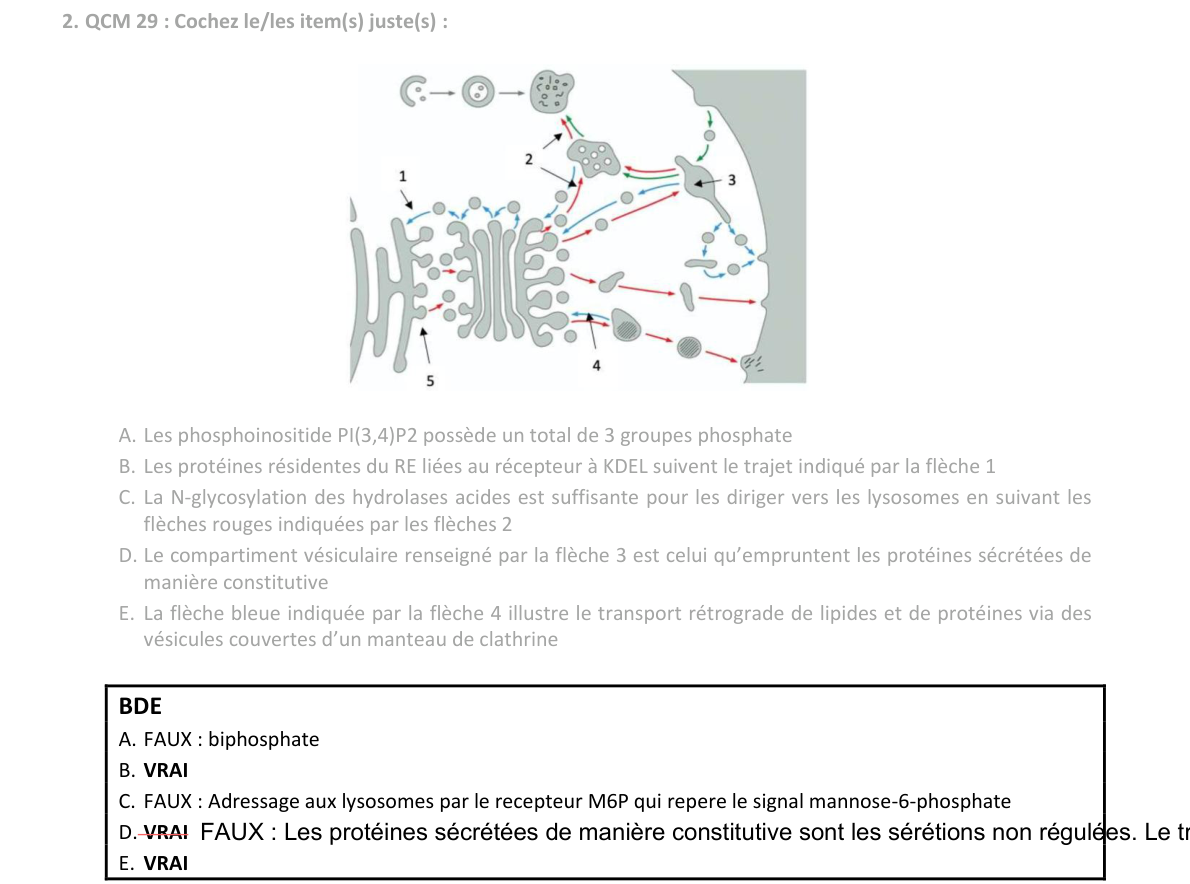 2. QCM 29 : Cochez le/les item(s) juste(s) :
1
2
3
4
5
A. Les phosphoinositide PI(3,4)P2 possède un total de 3 groupes phosphate
B. Les protéines résidentes du RE liées au récepteur à KDEL suivent le trajet indiqué par la flèche 1
C. La N-glycosylation des hydrolases acides est suffisante pour les diriger vers les lysosomes en suivant les
flèches rouges indiquées par les flèches 2
D. Le compartiment vésiculaire renseigné par la flèche 3 est celui qu’empruntent les protéines sécrétées de
manière constitutive
E. La flèche bleue indiquée par la flèche 4 illustre le transport rétrograde de lipides et de protéines via des
vésicules couvertes d’un manteau de clathrine
BDE
A. FAUX : biphosphate
B. VRAI
C. FAUX : Adressage aux lysosomes par le recepteur M6P qui repere le signal mannose-6-phosphate
D. VRAI FAUX : Les protéines sécrétées de manière constitutive sont les sérétions non régulées. Le
E. VRAI